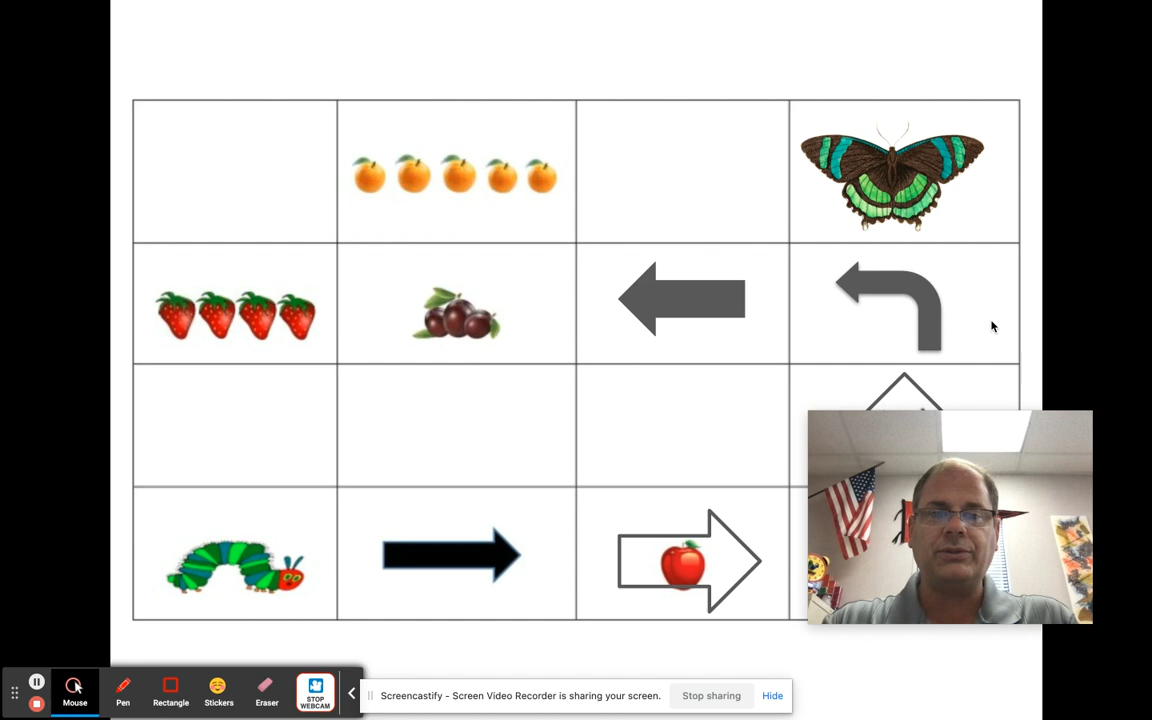 Mouse
Pen
Rectangle
Stickers
Eraser
STOP
WEBCAM
Screencastify - Screen Video Recorder is sharing your screen.
Stop sharing
Hide